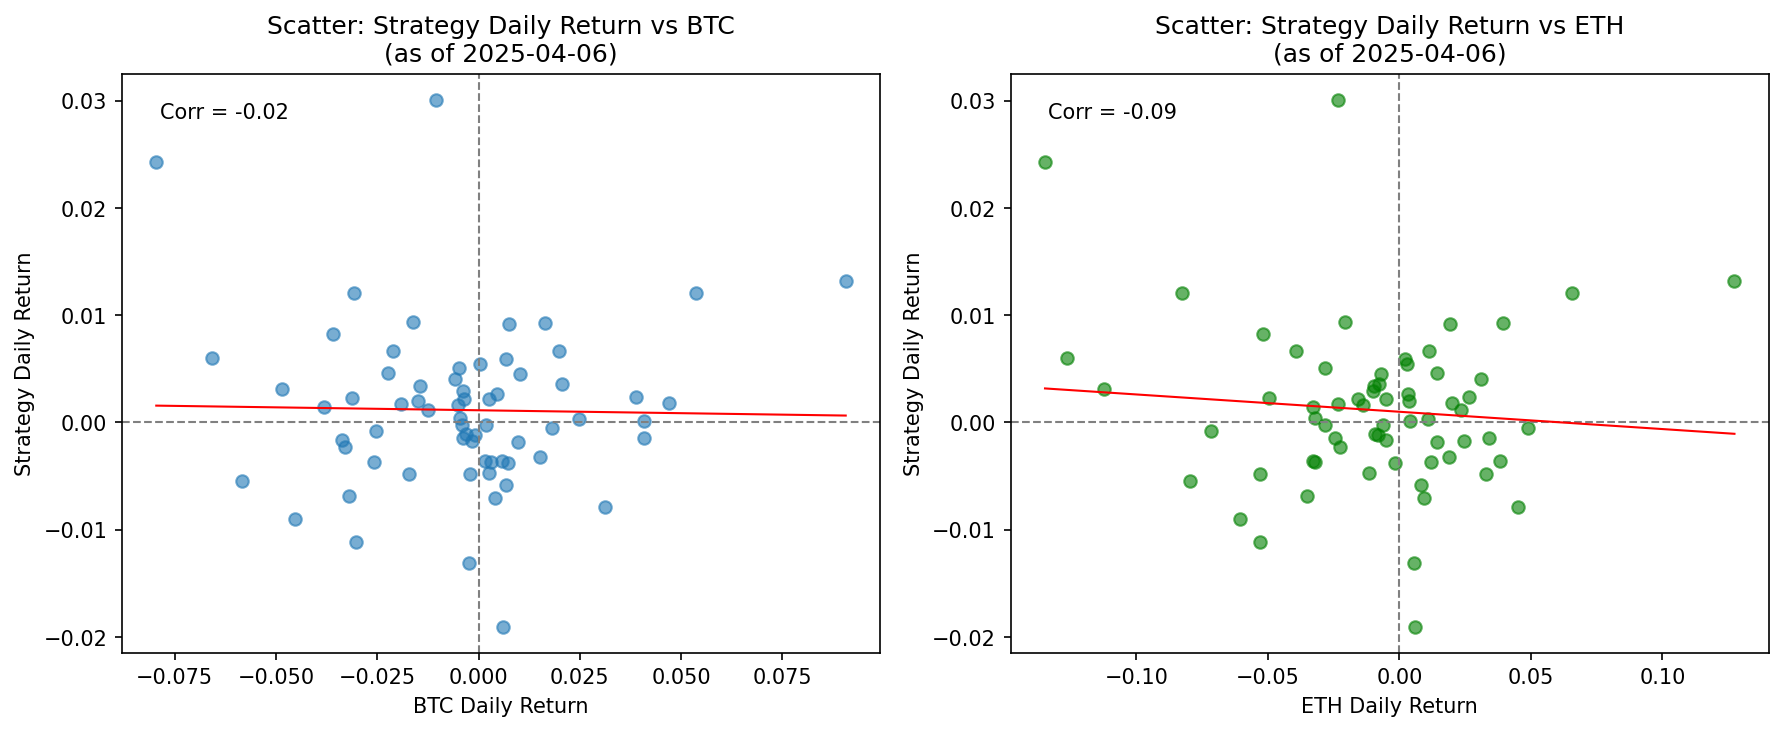 Scatter: Strategy Daily Return vs BTC
(as of 2025-04-06)
Corr = -0.02
0.03
0.02
0.01
0.00
−0.01
−0.02
Strategy Daily Return
−0.075
−0.050
−0.025
0.000
0.025
0.050
0.075
BTC Daily Return
Scatter: Strategy Daily Return vs ETH
(as of 2025-04-06)
Corr = -0.09
0.03
0.02
0.01
0.00
−0.01
−0.02
Strategy Daily Return
−0.10
−0.05
0.00
0.05
0.10
ETH Daily Return